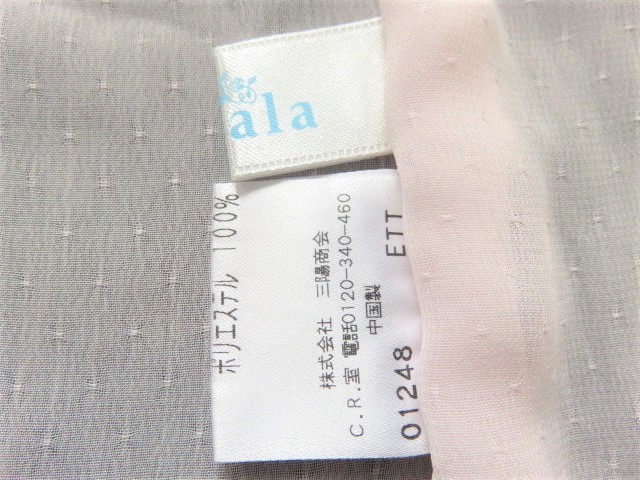 &
ala
ポリエステル 100%
株式会社 三陽商会
C.R.室 電話0120-340-460
中国製
01248 ETT